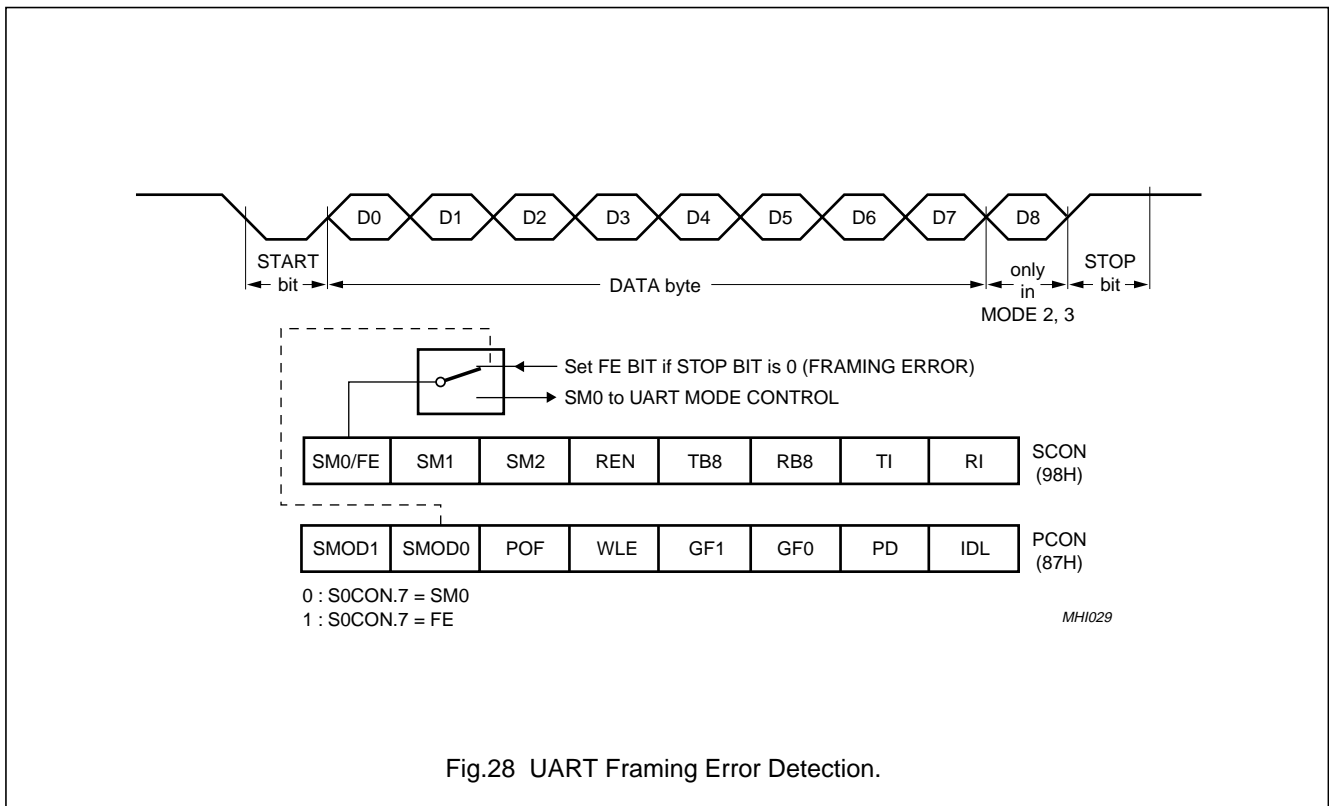 D0 D1 D2 D3 D4 D5 D6 D7 D8
START
bit
DATA byte
only
in
MODE 2, 3
STOP
bit
Set FE BIT if STOP BIT is 0 (FRAMING ERROR)
SM0 to UART MODE CONTROL
SM0/FE SM1 SM2 REN TB8 RB8 TI RI
SCON
(98H)
SMOD1 SMOD0 POF WLE GF1 GF0 PD IDL
PCON
(87H)
0 : S0CON.7 = SM0
1 : S0CON.7 = FE
MHI029
Fig.28 UART Framing Error Detection.